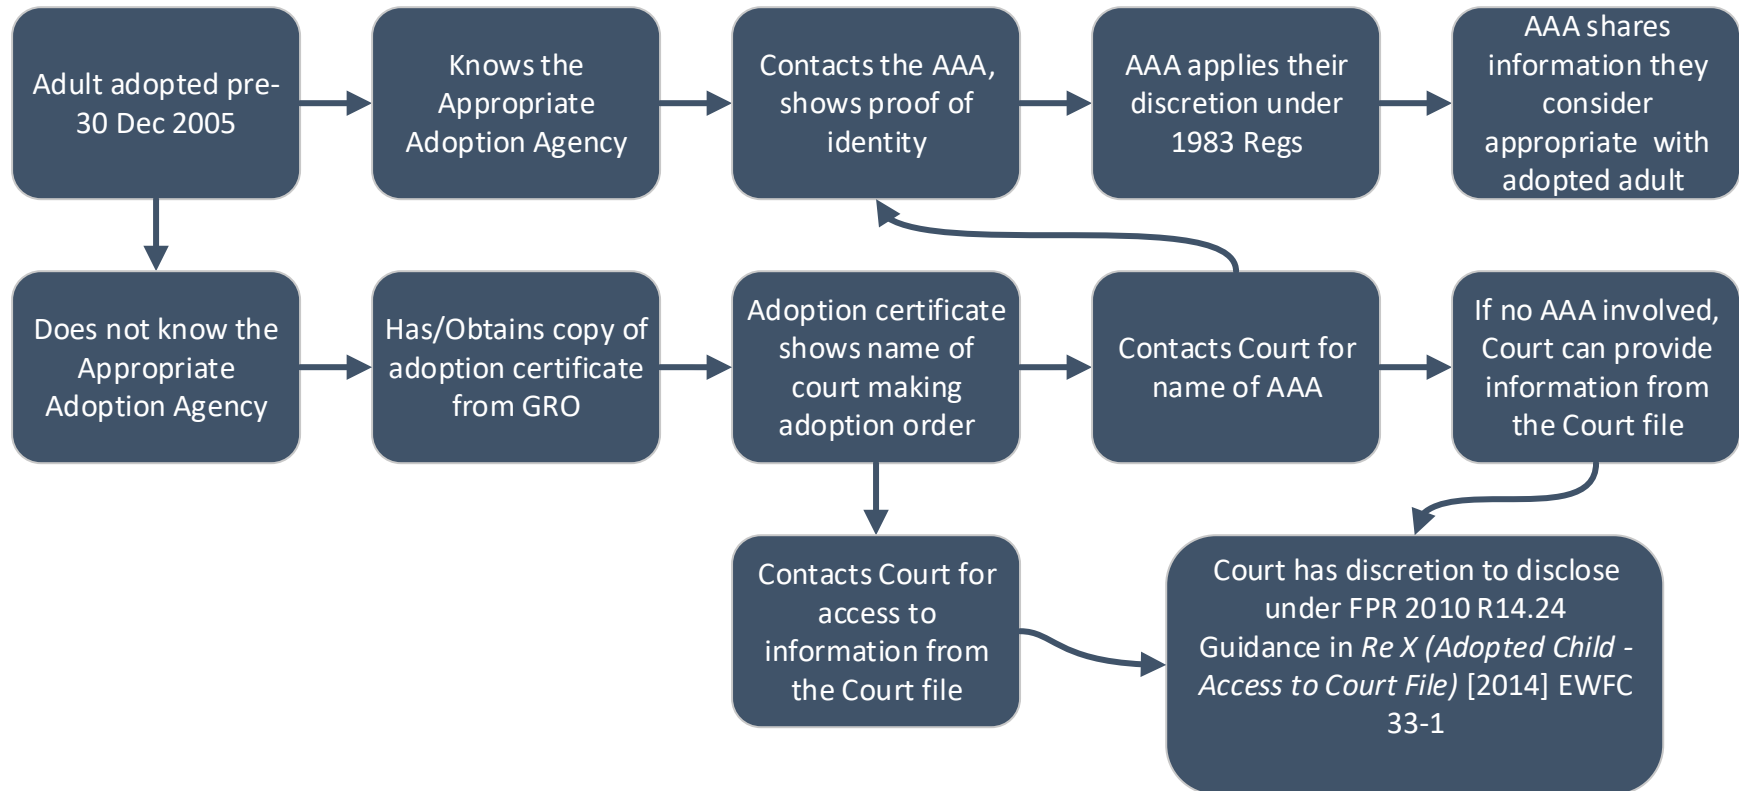 Adult adopted pre-
30 Dec 2005
Knows the
Appropriate
Adoption Agency
Contacts the AAA,
shows proof of
identity
AAA applies their
discretion under
1983 Regs
AAA shares
information they
consider
appropriate  with
adopted adult
Does not know the
Appropriate
Adoption Agency
Has/Obtains copy of
adoption certificate
from GRO
Adoption certificate
shows name of
court making
adoption order
Contacts Court for
name of AAA
If no AAA involved,
Court can provide
information from
the Court file
Contacts Court for
access to
information from
the Court file
Court has discretion to disclose
under FPR 2010 R14.24
Guidance in Re X (Adopted Child -
Access to Court File) [2014] EWFC
33-1